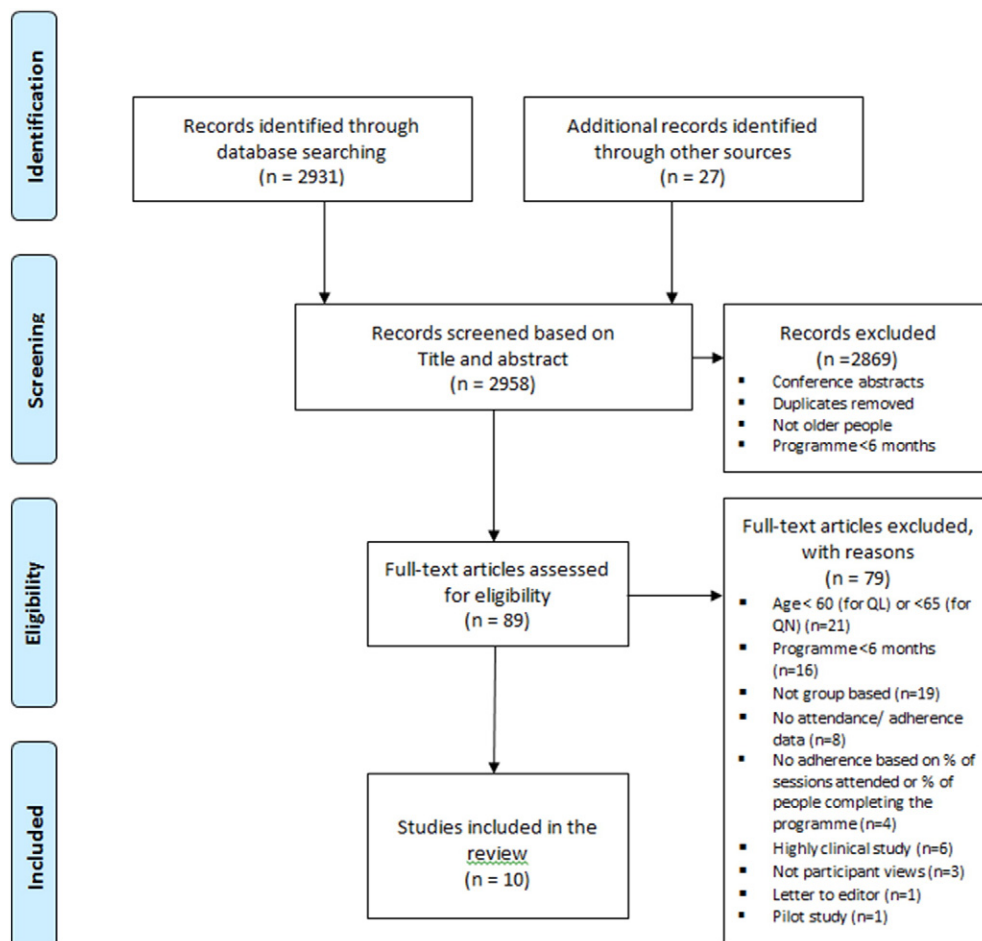 Identification
Records identified through
database searching
(n = 2931)
Additional records identified
through other sources
(n = 27)
Screening
Records screened based on
Title and abstract
(n = 2958)
Records excluded
(n =2869)
▪ Conference abstracts
▪ Duplicates removed
▪ Not older people
▪ Programme <6 months
Eligibility
Full-text articles assessed
for eligibility
(n = 89)
Full-text articles excluded,
with reasons
(n = 79)
▪ Age < 60 (for QL) or <65 (for
QN) (n=21)
▪ Programme <6 months
(n=16)
▪ Not group based (n=19)
▪ No attendance/ adherence
data (n=8)
▪ No adherence based on % of
sessions attended or % of
people completing the
programme (n=4)
▪ Highly clinical study (n=6)
▪ Not participant views (n=3)
▪ Letter to editor (n=1)
▪ Pilot study (n=1)
Included
Studies included in the
review
(n = 10)